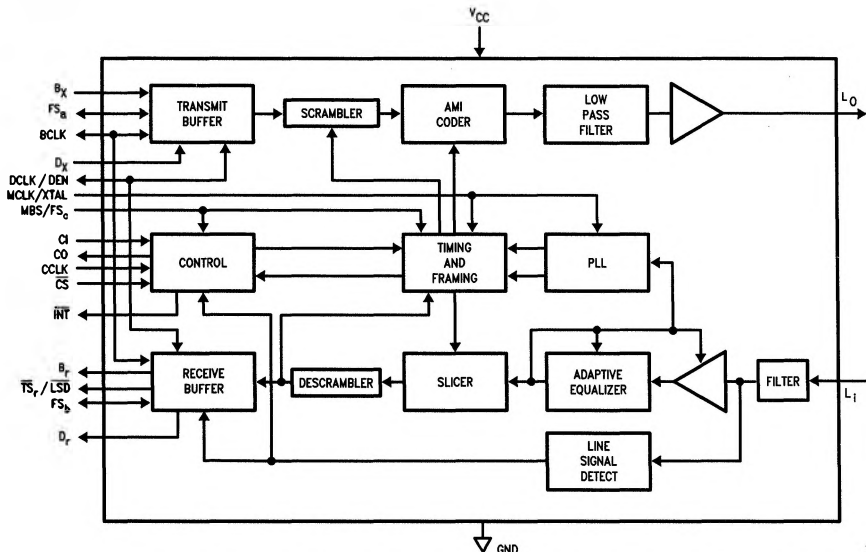 VCC
BX
FSa
BCLK
DX
DCLK/DEN
MCLK/XTAL
MBS/FSc
CI
CO
CCLK
CS
INT
Br
TSr/LSD
FSb
Dr
TRANSMIT
BUFFER
SCRAMBLER
AMI
CODER
LOW
PASS
FILTER
LO
CONTROL
TIMING
AND
FRAMING
PLL
RECEIVE
BUFFER
DESCRAMBLER
SLICER
ADAPTIVE
EQUALIZER
FILTER
Li
LINE
SIGNAL
DETECT
GND